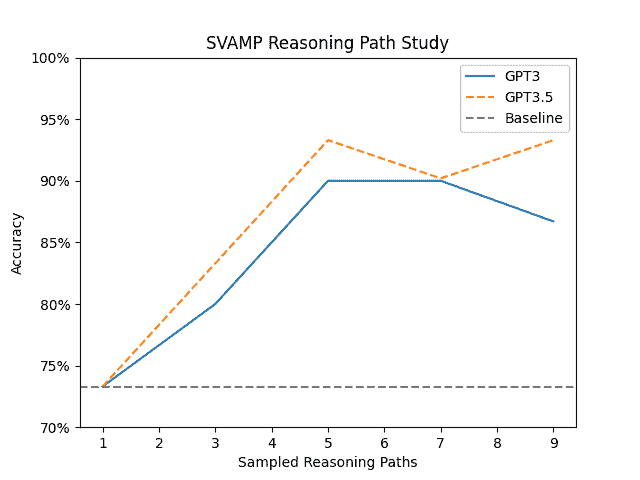 SVAMP Reasoning Path Study
100%
95%
90%
85%
80%
75%
70%
Accuracy
GPT3
GPT3.5
Baseline
1 2 3 4 5 6 7 8 9
Sampled Reasoning Paths